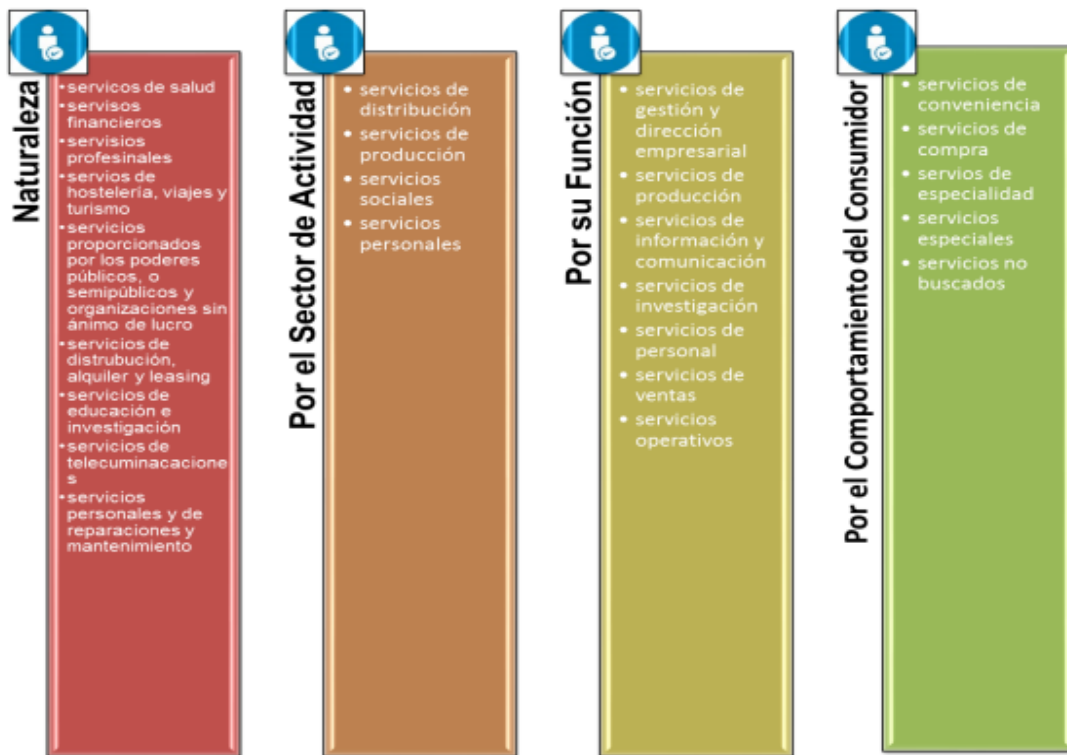 Naturaleza
•servicos de salud
•servisos
financieros
•servisios
profesinales
•servios de
hostelería, viajes y
turismo
•servicios
proporcionados
por los poderes
públicos, o
semipúblicos y
organizaciones sin
ánimo de lucro
•servicios de
distrubución,
alquiler y leasing
•servicios de
educación e
investigación
•servicios de
telecuminacacione
s
•servicios
personales y de
reparaciones y
mantenimiento
Por el Sector de Actividad
• servicios de
distribución
• servicios de
producción
• servicios
sociales
• servicios
personales
Por su Función
• servicios de
gestión y
dirección
empresarial
• servicios de
producción
• servicios de
información y
comunicación
• servicios de
investigación
• servicios de
personal
• servicios de
ventas
• servicios
operativos
Por el Comportamiento del Consumidor
• servicios de
conveniencia
• servicios de
compra
• servios de
especialidad
• servicios
especiales
• servicios no
buscados